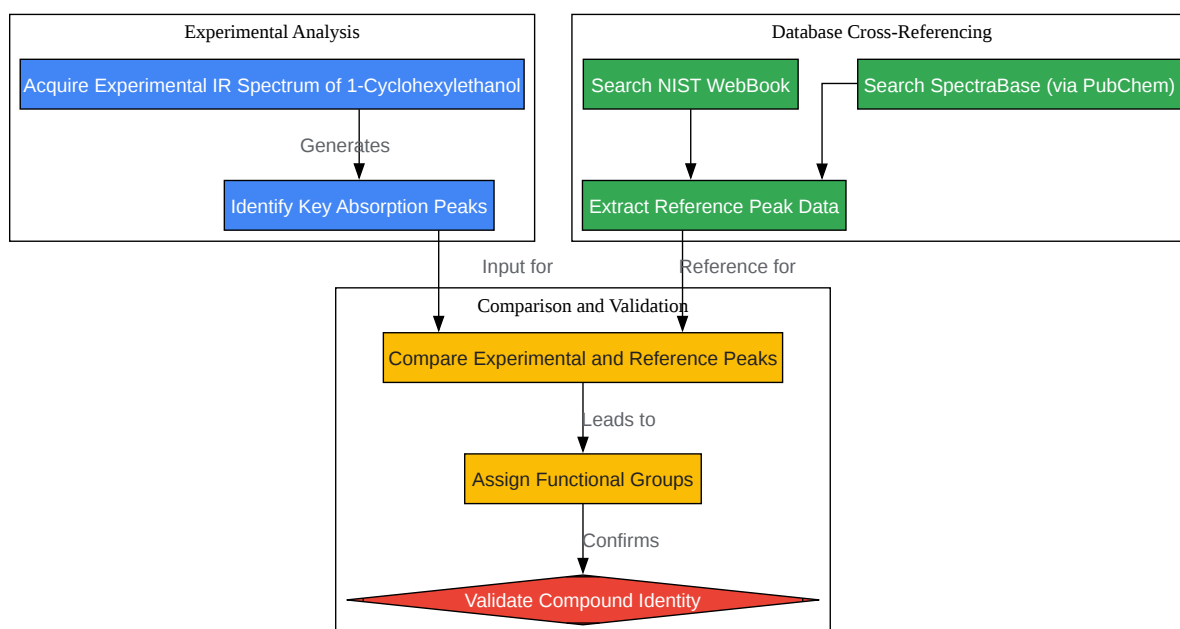 Experimental Analysis
Database Cross-Referencing
Acquire Experimental IR Spectrum of 1-Cyclohexylethanol
Search NIST WebBook
Search SpectraBase (via PubChem)
Generates
Identify Key Absorption Peaks
Extract Reference Peak Data
Input for
Reference for
Comparison and Validation
Compare Experimental and Reference Peaks
Leads to
Assign Functional Groups
Confirms
Validate Compound Identity